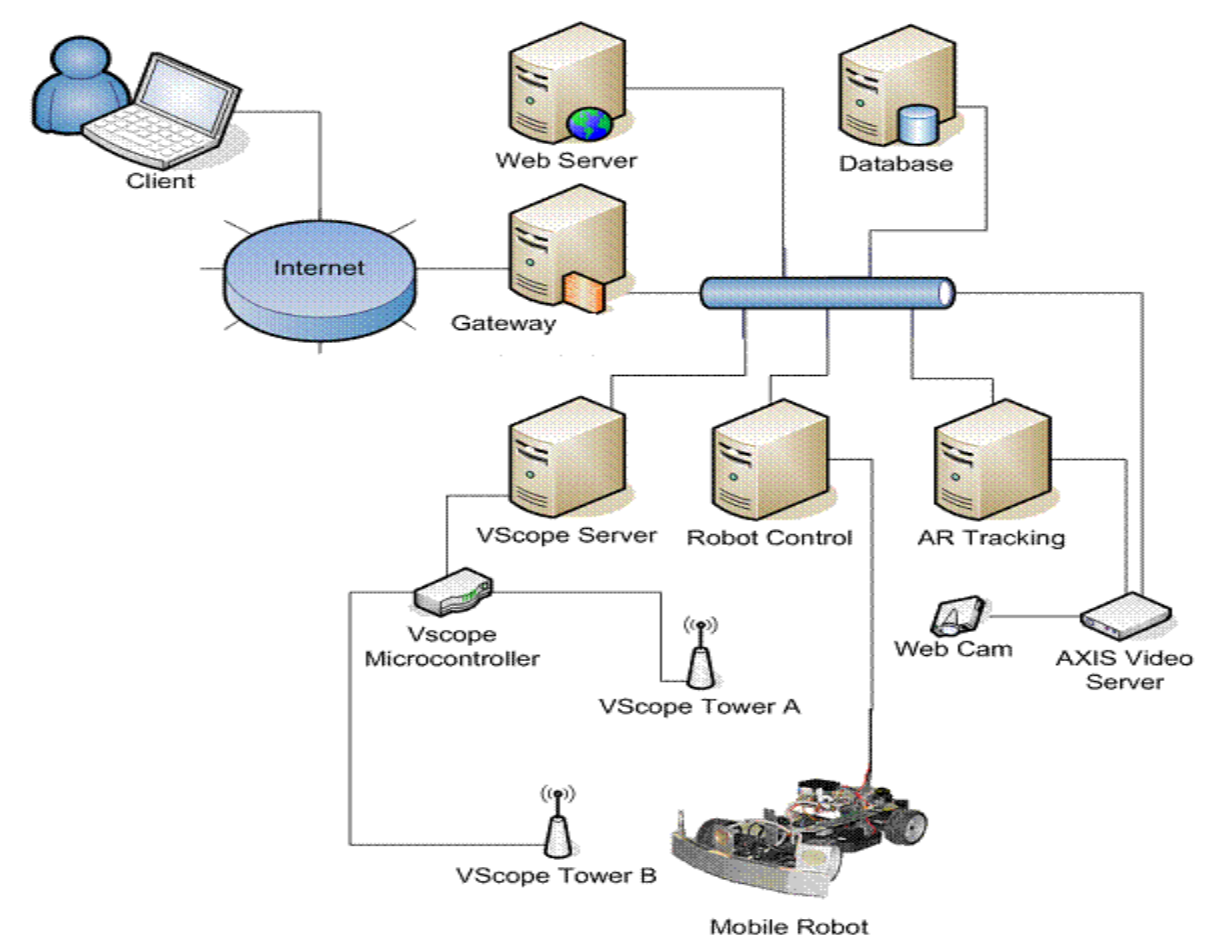 Client
Web Server
Database
Internet
Gateway
VScope Server
Robot Control
AR Tracking
Vscope
Microcontroller
VScope Tower A
Web Cam
AXIS Video
Server
VScope Tower B
Mobile Robot